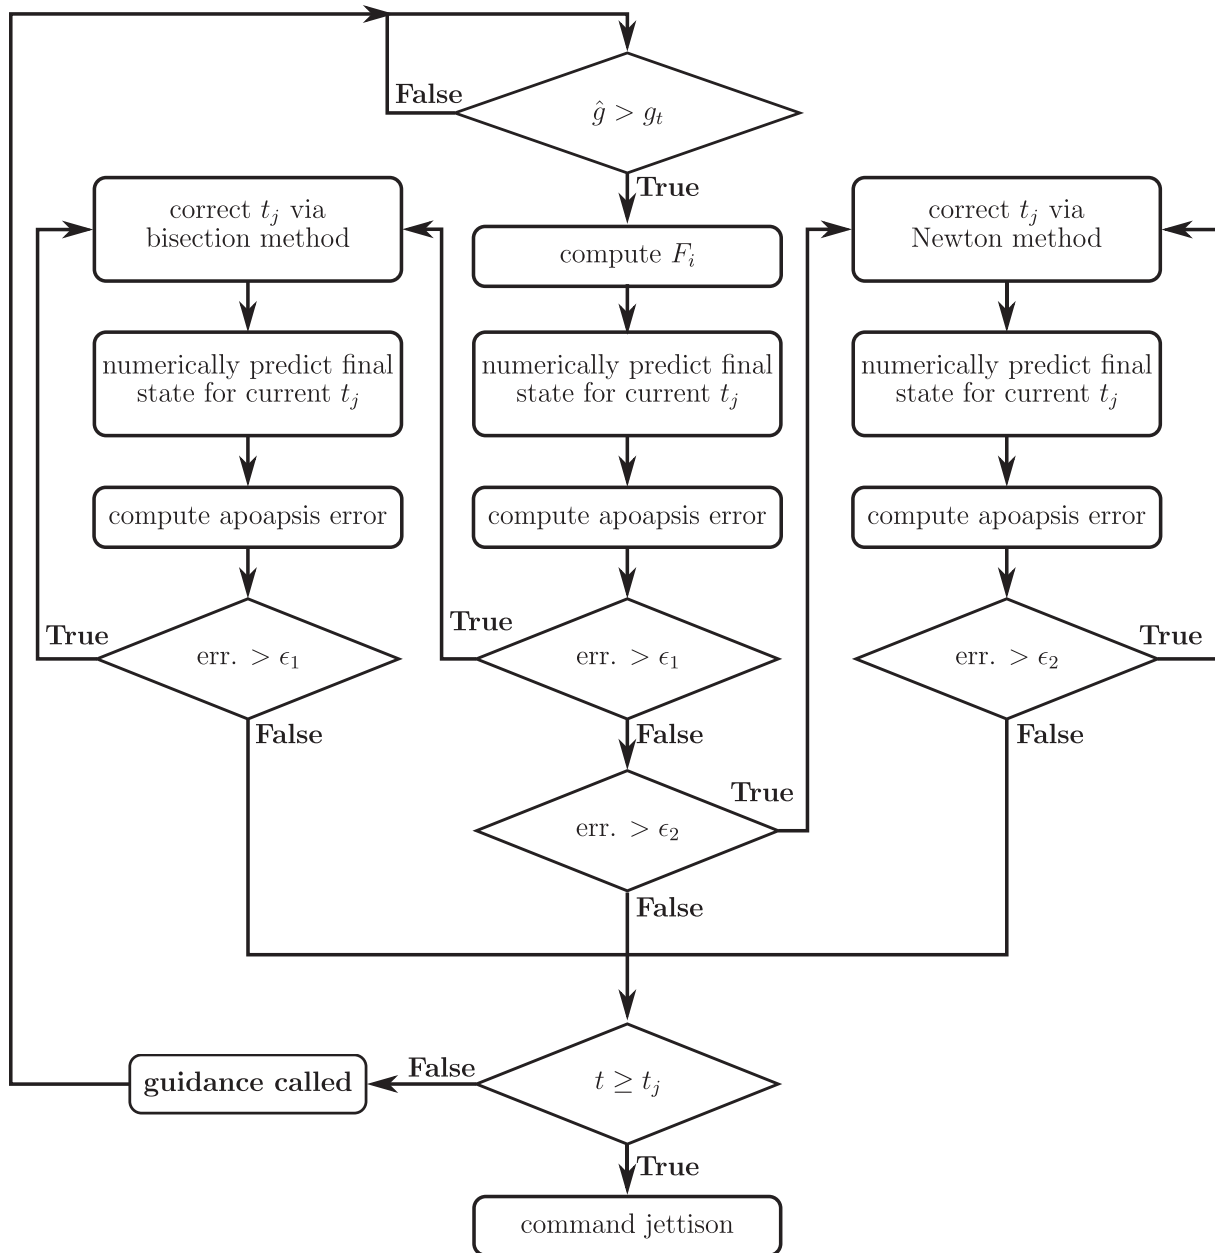 False
ĝ > g_t
True
correct t_j via
bisection method
compute F_i
correct t_j via
Newton method
numerically predict final
state for current t_j
numerically predict final
state for current t_j
numerically predict final
state for current t_j
compute apoapsis error
compute apoapsis error
compute apoapsis error
True
err. > ϵ_1
False
True
err. > ϵ_1
False
True
err. > ϵ_2
False
True
err. > ϵ_2
False
guidance called
False
t ≥ t_j
True
command jettison